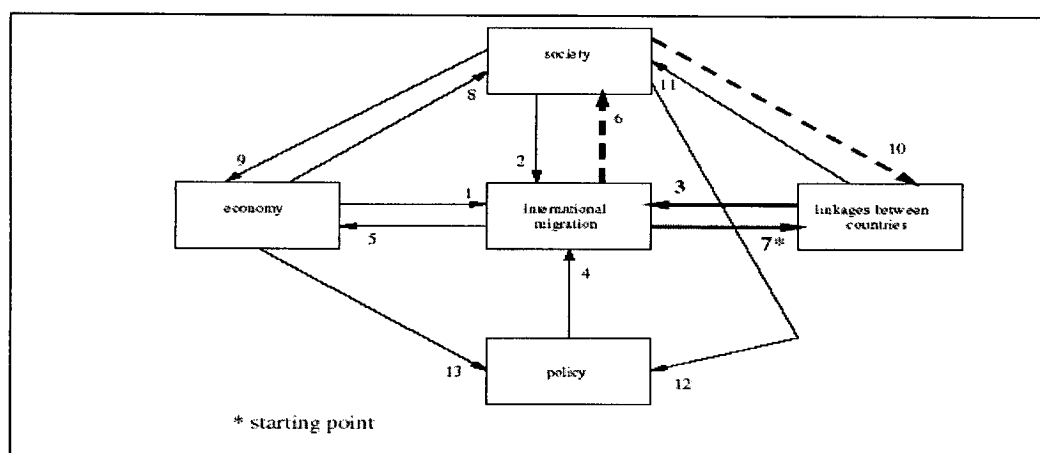 society
8
11
6
9
2
10
economy
1
international
migration
3
linkages between
countries
5
7*
4
13
policy
12
* starting point